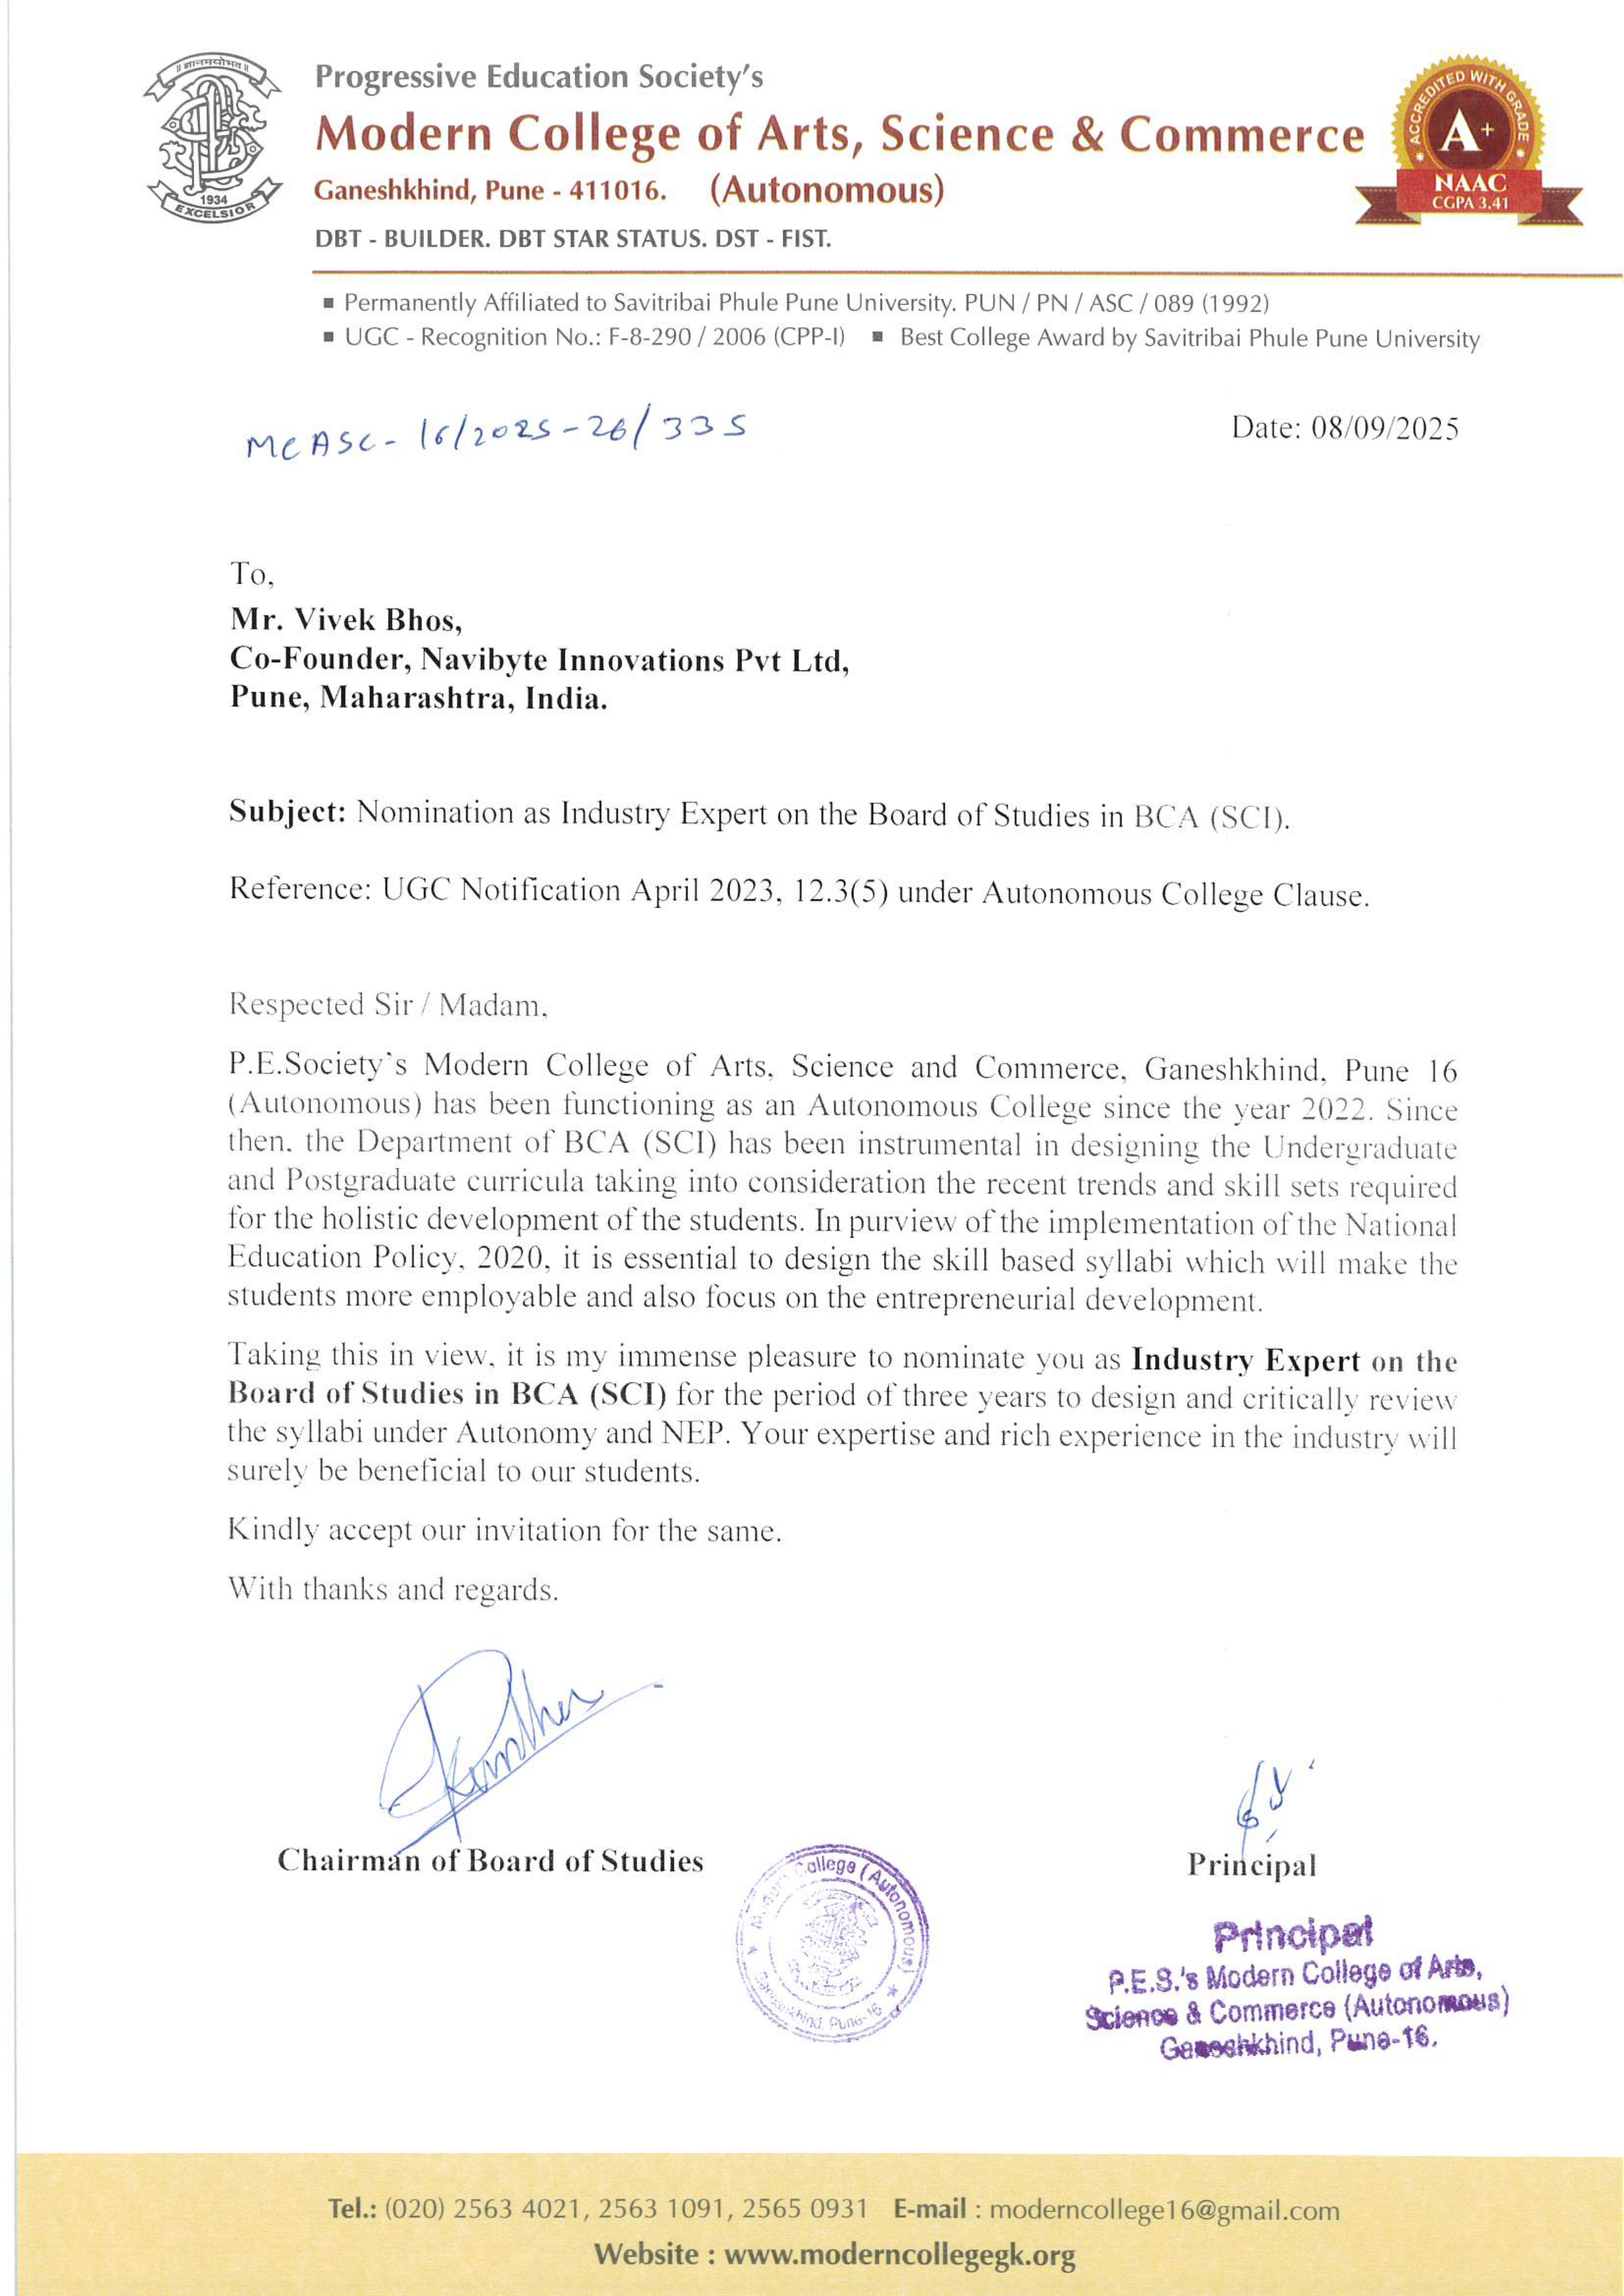 ॥ ज्ञानमयोभव ॥
1934
EXCELSIOR
Progressive Education Society's
Modern College of Arts, Science & Commerce
Ganeshkhind, Pune - 411016. (Autonomous)
DBT - BUILDER. DBT STAR STATUS. DST - FIST.
ACCREDITED WITH GRADE
A+
NAAC
CGPA 3.41
▪ Permanently Affiliated to Savitribai Phule Pune University. PUN / PN / ASC / 089 (1992)
▪ UGC - Recognition No.: F-8-290 / 2006 (CPP-I) ▪ Best College Award by Savitribai Phule Pune University
MCASC- 16/2025-26/335
Date: 08/09/2025
To,
Mr. Vivek Bhos,
Co-Founder, Navibyte Innovations Pvt Ltd,
Pune, Maharashtra, India.
Subject: Nomination as Industry Expert on the Board of Studies in BCA (SCI).
Reference: UGC Notification April 2023, 12.3(5) under Autonomous College Clause.
Respected Sir / Madam,
P.E.Society's Modern College of Arts, Science and Commerce, Ganeshkhind, Pune 16
(Autonomous) has been functioning as an Autonomous College since the year 2022. Since
then, the Department of BCA (SCI) has been instrumental in designing the Undergraduate
and Postgraduate curricula taking into consideration the recent trends and skill sets required
for the holistic development of the students. In purview of the implementation of the National
Education Policy, 2020, it is essential to design the skill based syllabi which will make the
students more employable and also focus on the entrepreneurial development.
Taking this in view, it is my immense pleasure to nominate you as Industry Expert on the
Board of Studies in BCA (SCI) for the period of three years to design and critically review
the syllabi under Autonomy and NEP. Your expertise and rich experience in the industry will
surely be beneficial to our students.
Kindly accept our invitation for the same.
With thanks and regards.
Chairman of Board of Studies
Modern College (Autonomous)
Ganeshkhind, Pune-16
Principal
Principal
P.E.S.'s Modern College of Arts,
Science & Commerce (Autonomous)
Ganeshkhind, Pune-16.
Tel.: (020) 2563 4021, 2563 1091, 2565 0931 E-mail : moderncollege16@gmail.com
Website : www.moderncollegegk.org